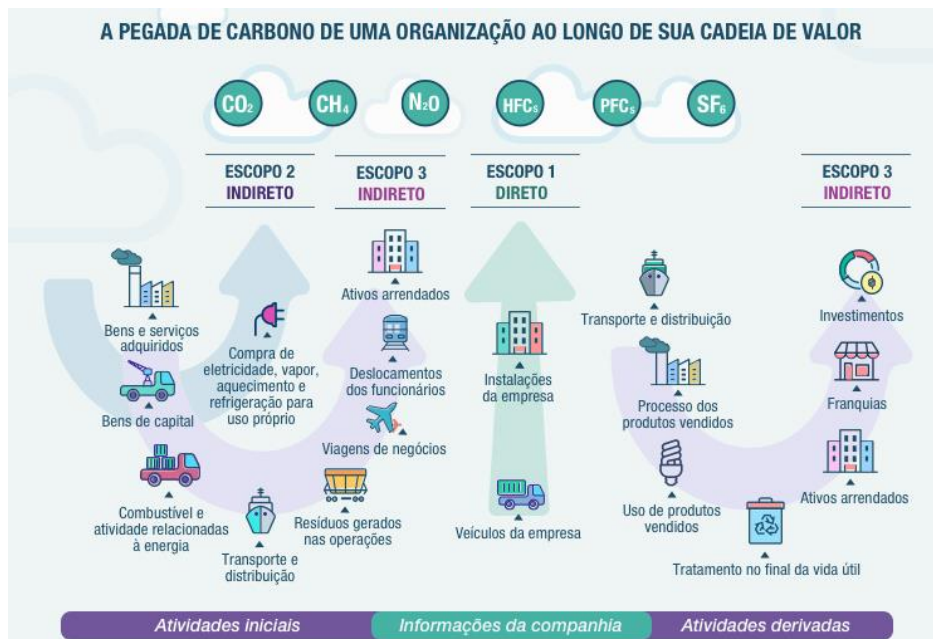 A PEGADA DE CARBONO DE UMA ORGANIZAÇÃO AO LONGO DE SUA CADEIA DE VALOR
CO₂
CH₄
N₂O
HFCs
PFCs
SF₆
ESCOPO 2
INDIRETO
ESCOPO 3
INDIRETO
ESCOPO 1
DIRETO
ESCOPO 3
INDIRETO
Bens e serviços
adquiridos
Bens de capital
Combustível e
atividade relacionadas
à energia
Compra de
eletricidade, vapor,
aquecimento e
refrigeração para
uso próprio
Transporte e
distribuição
Ativos arrendados
Deslocamentos
dos funcionários
Viagens de negócios
Resíduos gerados
nas operações
Instalações
da empresa
Veículos da empresa
Transporte e distribuição
Processo dos
produtos vendidos
Uso de produtos
vendidos
Tratamento no final da vida útil
Investimentos
Franquias
Ativos arrendados
Atividades iniciais
Informações da companhia
Atividades derivadas